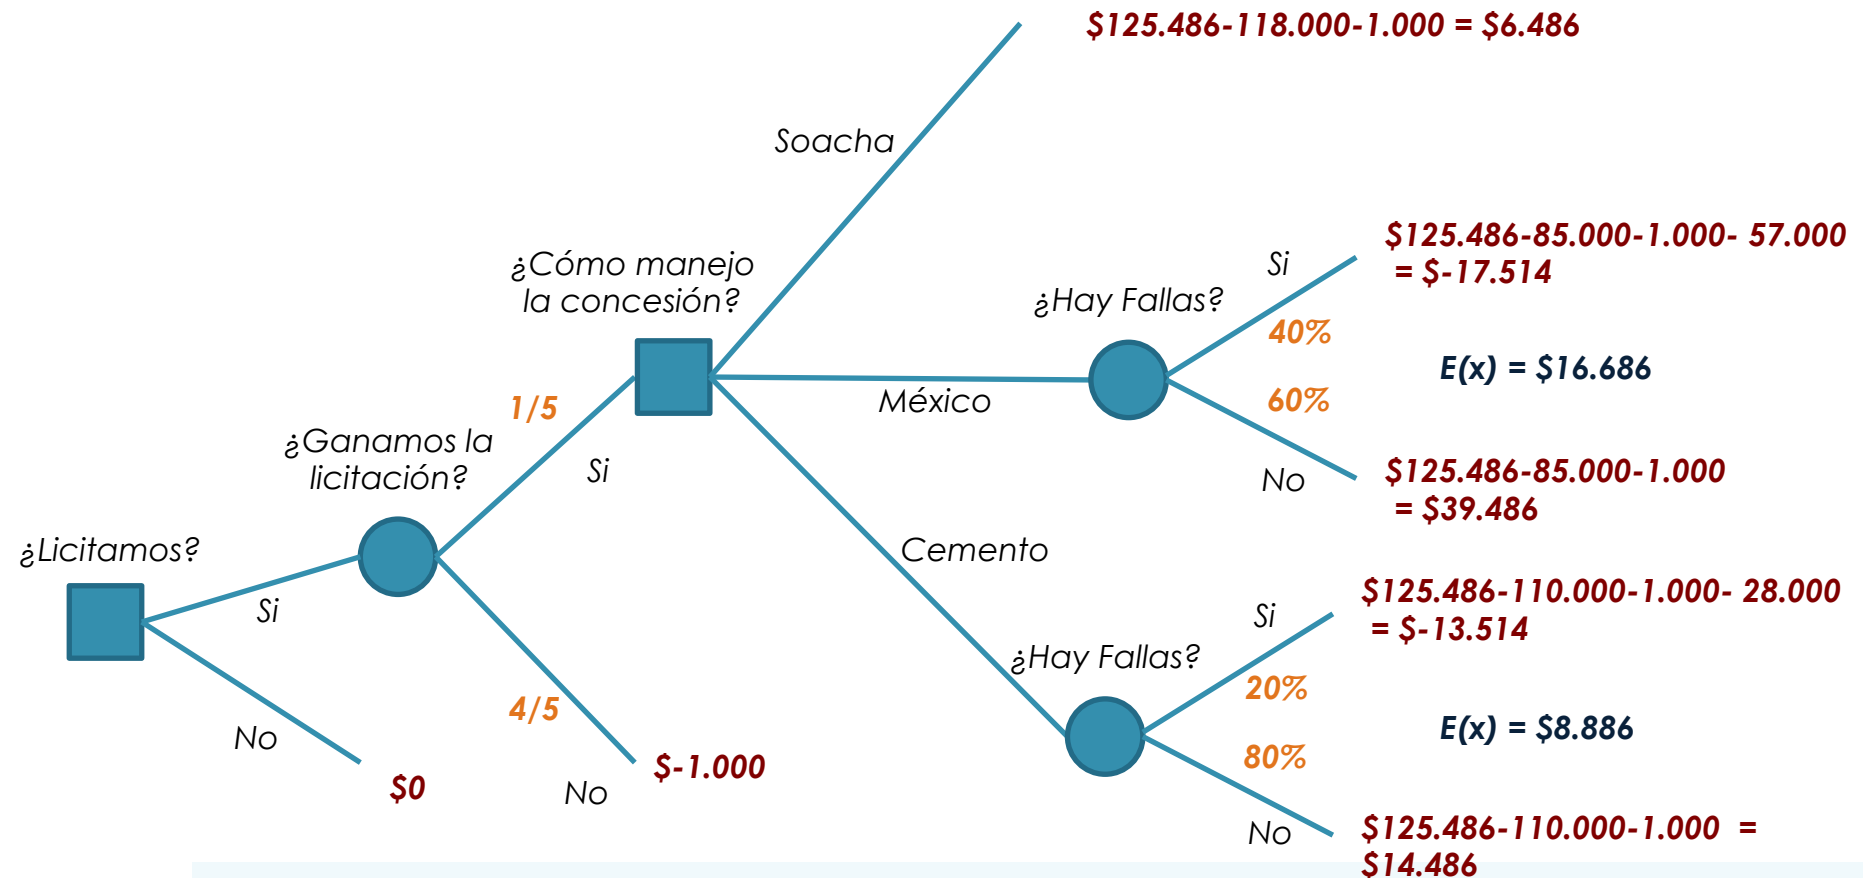 $125.486-118.000-1.000 = $6.486
Soacha
¿Cómo manejo
la concesión?
¿Hay Fallas?
Si
$125.486-85.000-1.000- 57.000
= $-17.514
40%
E(x) = $16.686
60%
México
No
$125.486-85.000-1.000
= $39.486
1/5
¿Ganamos la
licitación?
Si
¿Licitamos?
Si
Cemento
¿Hay Fallas?
Si
$125.486-110.000-1.000- 28.000
= $-13.514
20%
E(x) = $8.886
80%
4/5
No
$0
No
$-1.000
No
$125.486-110.000-1.000 =
$14.486